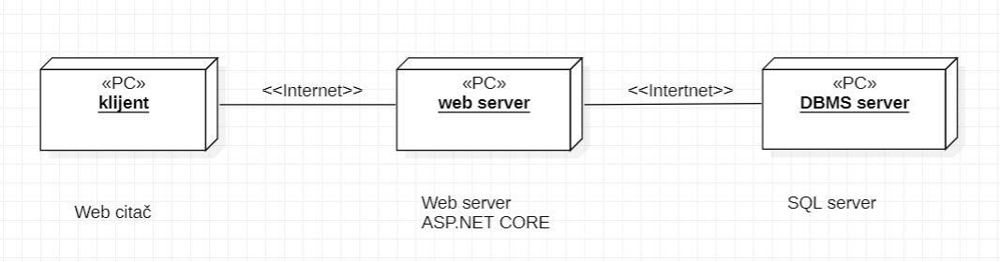 «PC»
klijent
<<Internet>>
«PC»
web server
<<Intertnet>>
«PC»
DBMS server
Web citač
Web server
ASP.NET CORE
SQL server